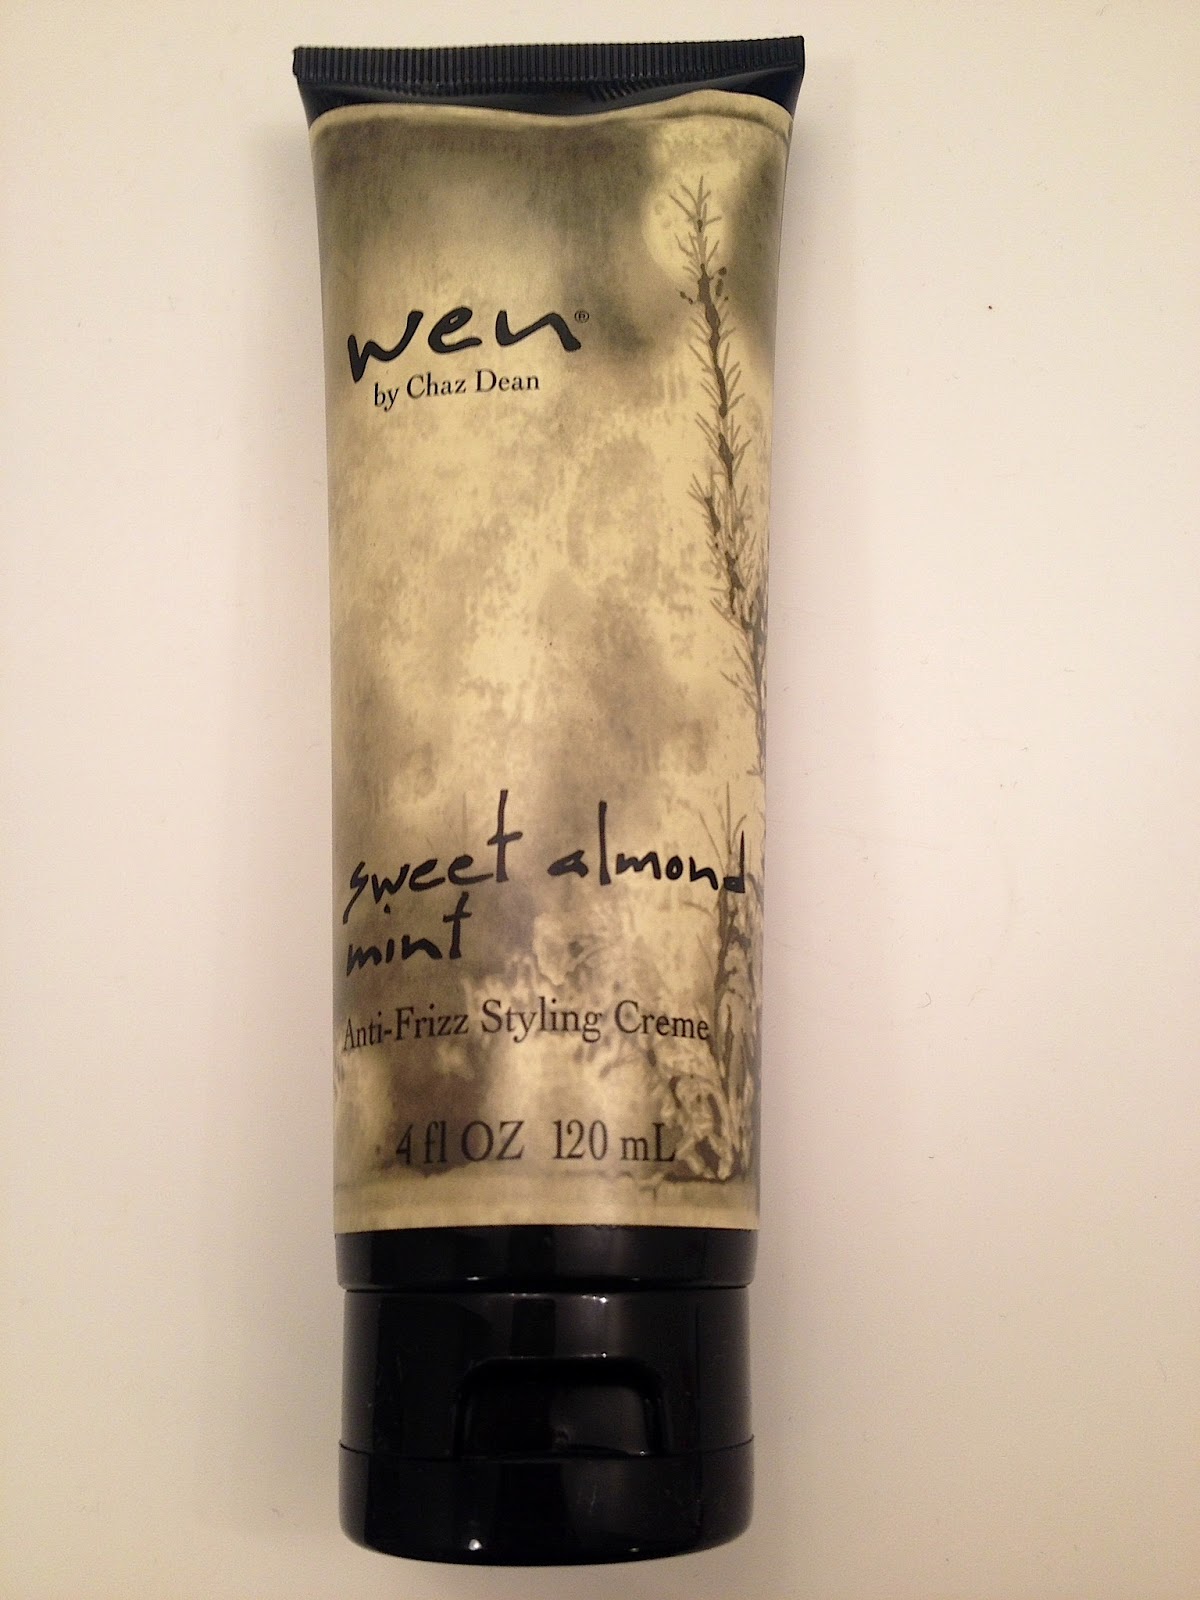 wen®
by Chaz Dean
sweet almond
mint
Anti-Frizz Styling Creme
4 fl OZ 120 mL